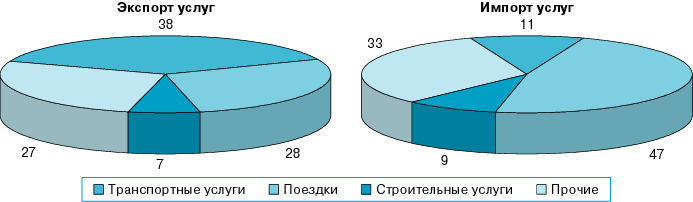 Экспорт услуг
38
27
7
28
Импорт услуг
11
33
9
47
Транспортные услуги Поездки Строительные услуги Прочие